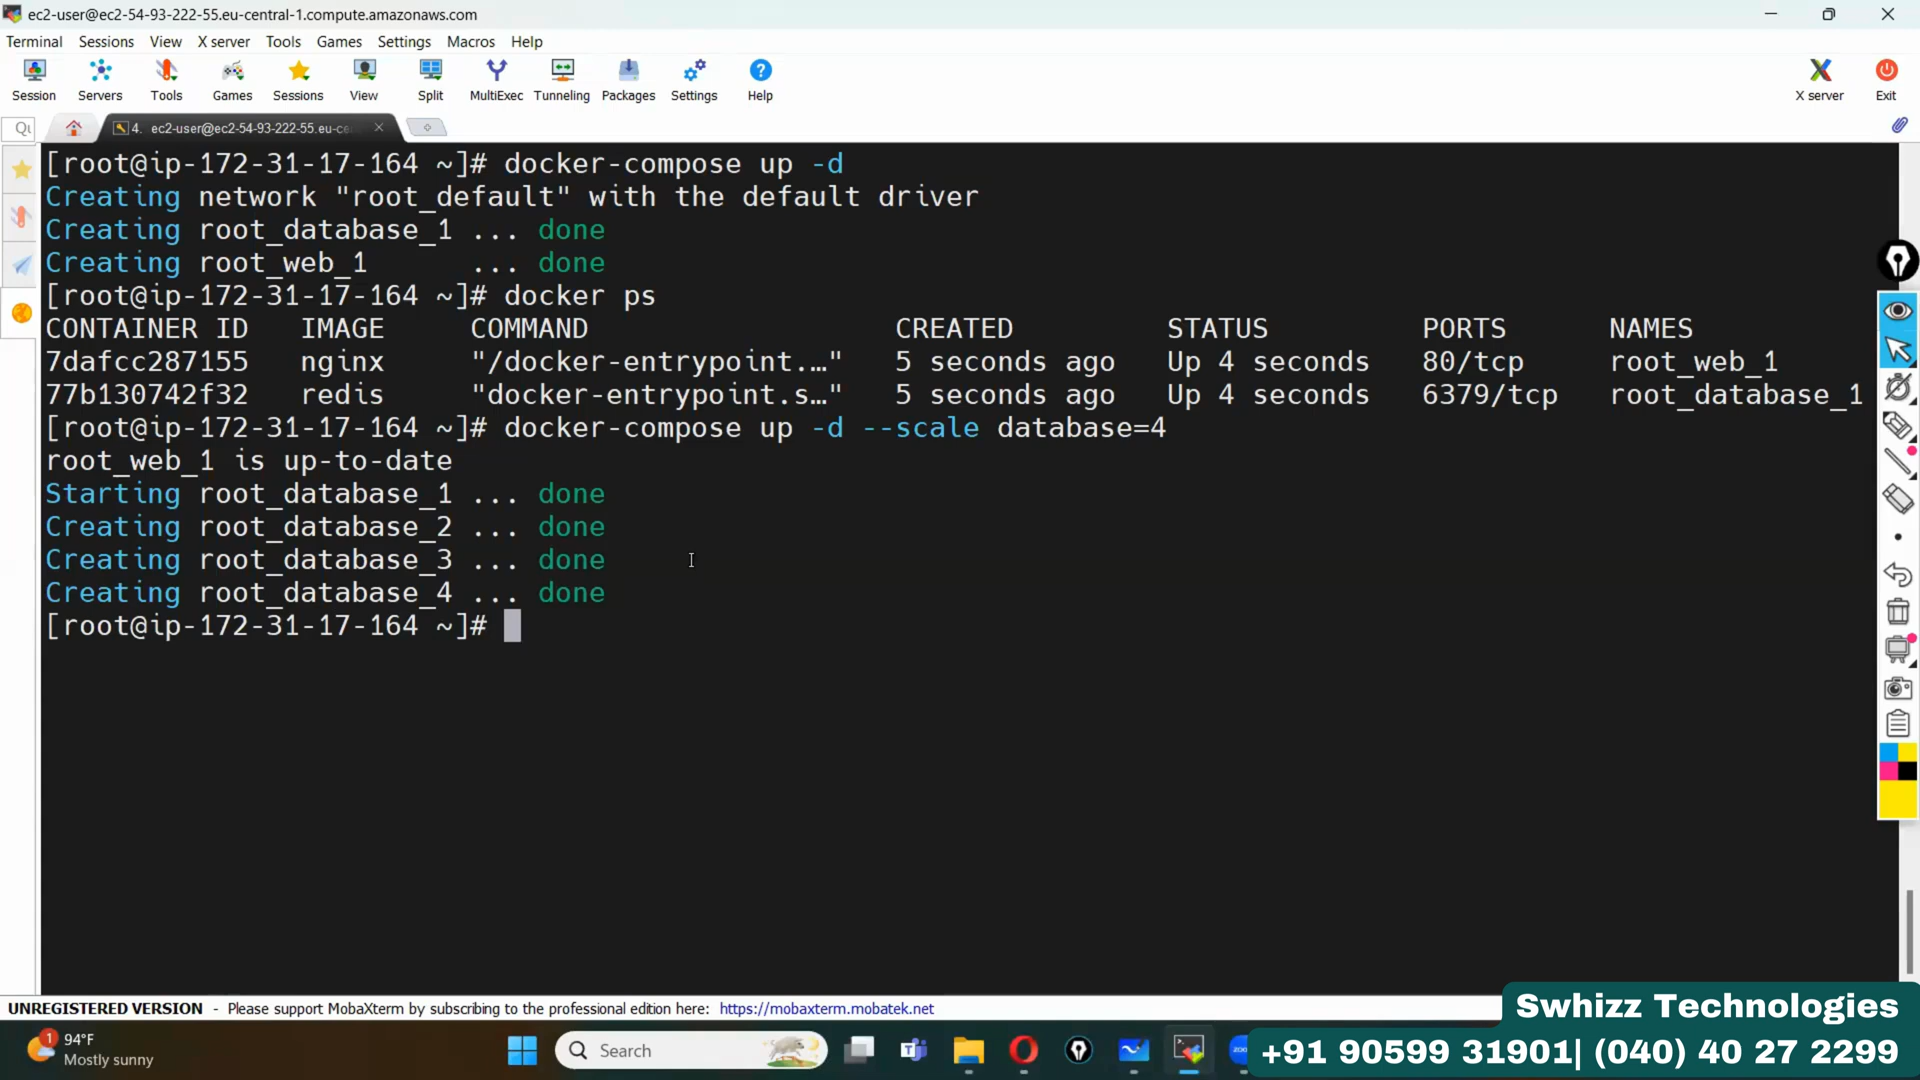 ec2-user@ec2-54-93-222-55.eu-central-1.compute.amazonaws.com
Terminal Sessions View X server Tools Games Settings Macros Help
Session Servers Tools Games Sessions View Split MultiExec Tunneling Packages Settings Help X server Exit
4. ec2-user@ec2-54-93-222-55.eu-ce
[root@ip-172-31-17-164 ~]# docker-compose up -d
Creating network "root_default" with the default driver
Creating root_database_1 ... done
Creating root_web_1 ... done
[root@ip-172-31-17-164 ~]# docker ps
CONTAINER ID IMAGE COMMAND CREATED STATUS PORTS NAMES
7dafcc287155 nginx "/docker-entrypoint.…" 5 seconds ago Up 4 seconds 80/tcp root_web_1
77b130742f32 redis "docker-entrypoint.s…" 5 seconds ago Up 4 seconds 6379/tcp root_database_1
[root@ip-172-31-17-164 ~]# docker-compose up -d --scale database=4
root_web_1 is up-to-date
Starting root_database_1 ... done
Creating root_database_2 ... done
Creating root_database_3 ... done
Creating root_database_4 ... done
[root@ip-172-31-17-164 ~]#
UNREGISTERED VERSION - Please support MobaXterm by subscribing to the professional edition here: https://mobaxterm.mobatek.net
Swhizz Technologies
+91 90599 31901| (040) 40 27 2299
1
94°F
Mostly sunny
Search